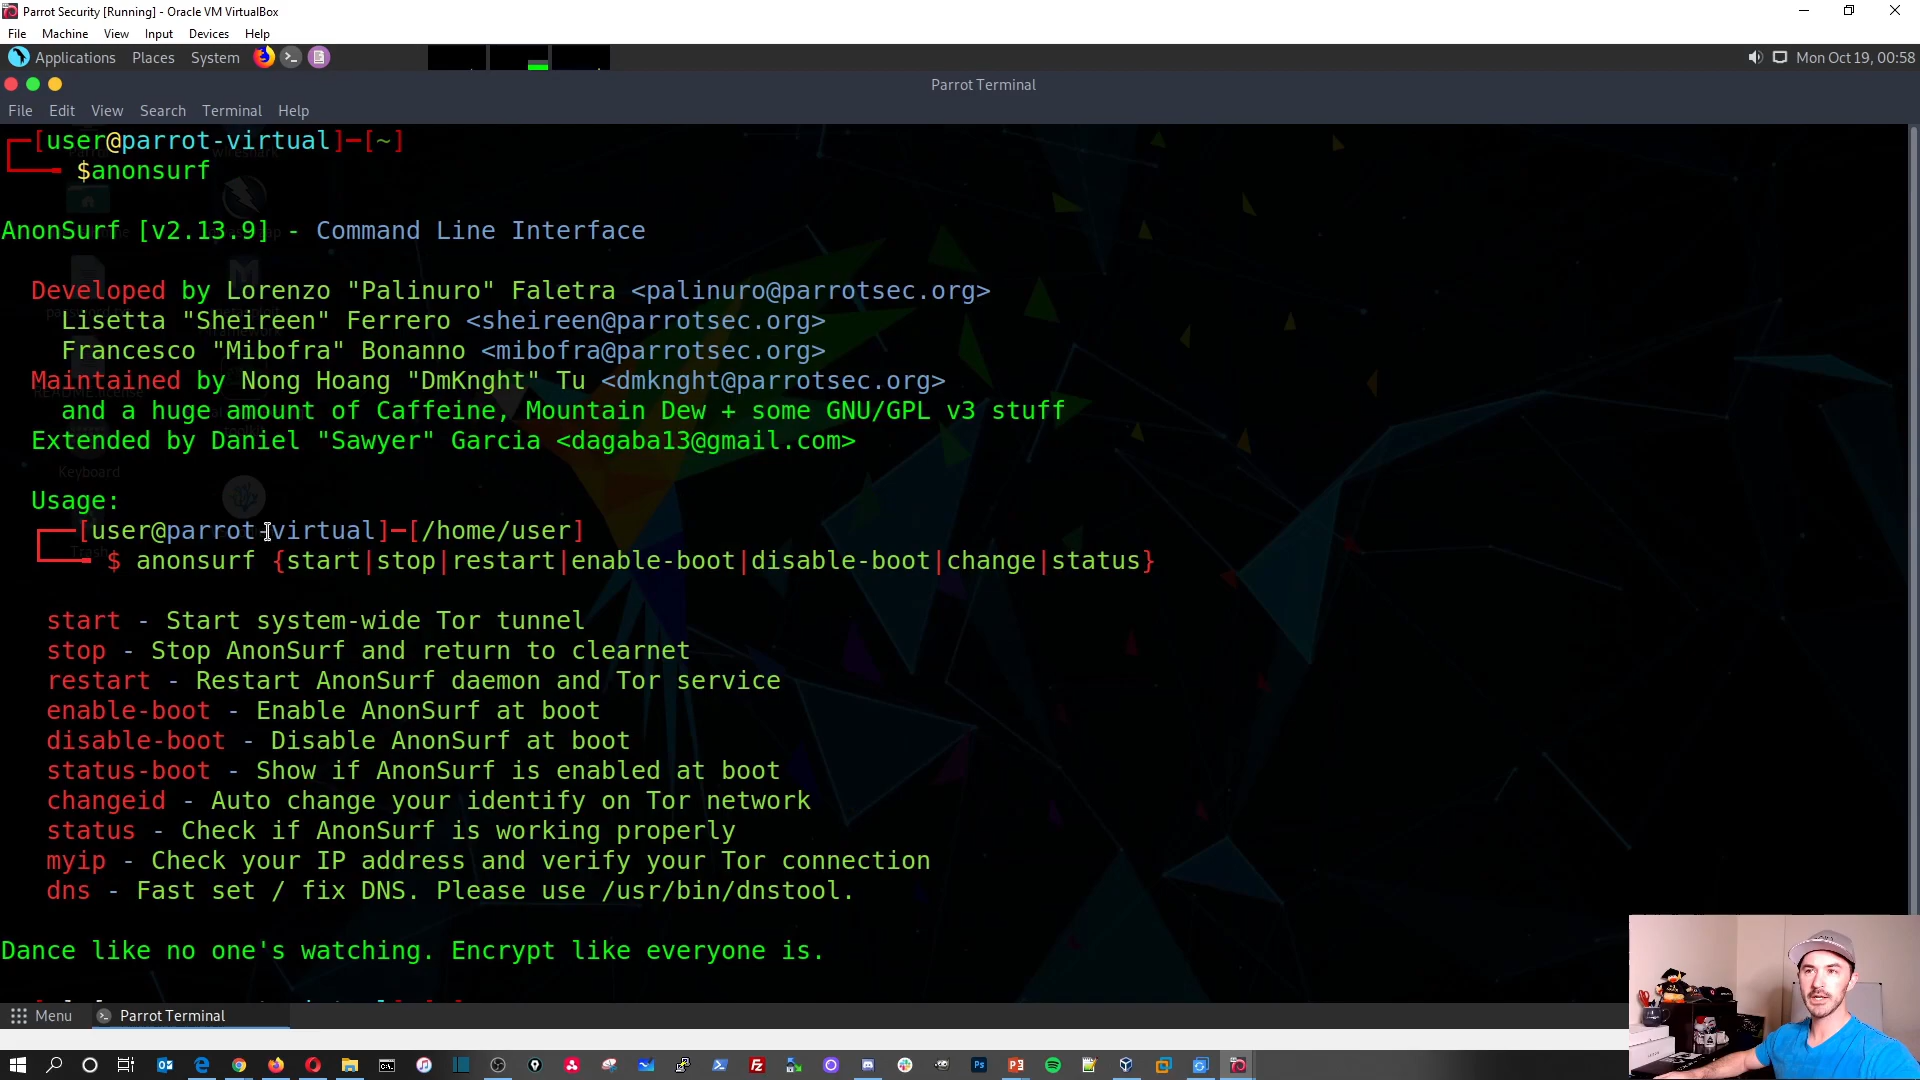 Parrot Security [Running] - Oracle VM VirtualBox
File Machine View Input Devices Help
Applications Places System
Mon Oct 19, 00:58
Parrot Terminal
File Edit View Search Terminal Help
[user@parrot-virtual]─[~]
$anonsurf
AnonSurf [v2.13.9] - Command Line Interface
Developed by Lorenzo "Palinuro" Faletra <palinuro@parrotsec.org>
Lisetta "Sheireen" Ferrero <sheireen@parrotsec.org>
Francesco "Mibofra" Bonanno <mibofra@parrotsec.org>
Maintained by Nong Hoang "DmKnght" Tu <dmknght@parrotsec.org>
and a huge amount of Caffeine, Mountain Dew + some GNU/GPL v3 stuff
Extended by Daniel "Sawyer" Garcia <dagaba13@gmail.com>
Keyboard
Usage:
[user@parrot-virtual]─[/home/user]
Trash
$ anonsurf {start|stop|restart|enable-boot|disable-boot|change|status}
start - Start system-wide Tor tunnel
stop - Stop AnonSurf and return to clearnet
restart - Restart AnonSurf daemon and Tor service
enable-boot - Enable AnonSurf at boot
disable-boot - Disable AnonSurf at boot
status-boot - Show if AnonSurf is enabled at boot
changeid - Auto change your identify on Tor network
status - Check if AnonSurf is working properly
myip - Check your IP address and verify your Tor connection
dns - Fast set / fix DNS. Please use /usr/bin/dnstool.
Dance like no one's watching. Encrypt like everyone is.
Menu Parrot Terminal